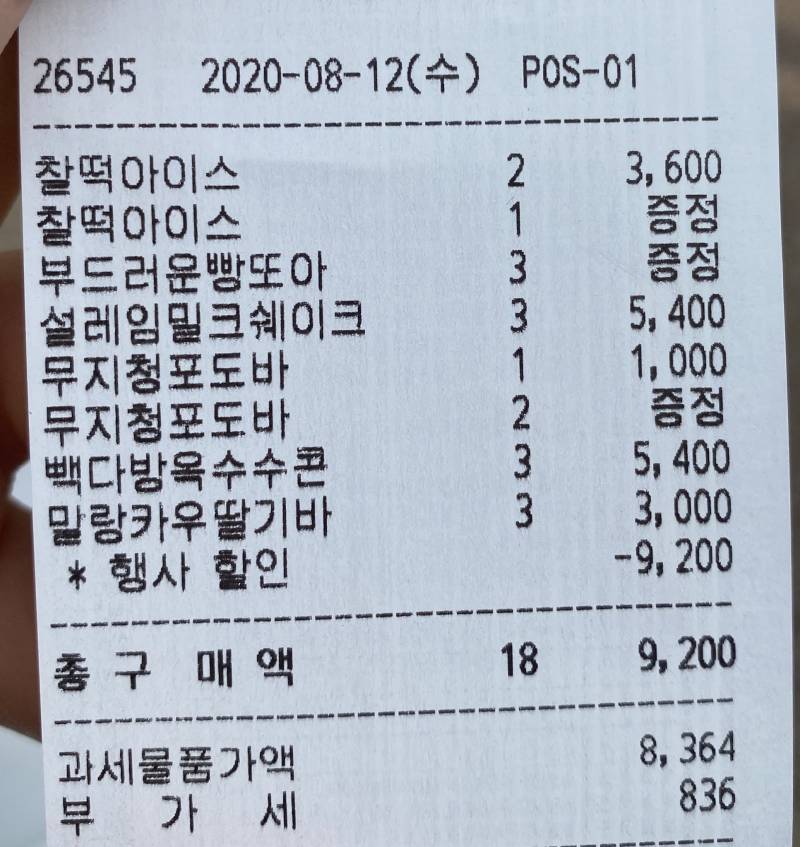 26545 2020-08-12(수) POS-01
찰떡아이스 2 3,600
찰떡아이스 1 증정
부드러운빵또아 3 증정
설레임밀크쉐이크 3 5,400
무지청포도바 1 1,000
무지청포도바 2 증정
빽다방옥수수콘 3 5,400
말랑카우딸기바 3 3,000
* 행사 할인 -9,200
총 구 매 액 18 9,200
과세물품가액 8,364
부 가 세 836